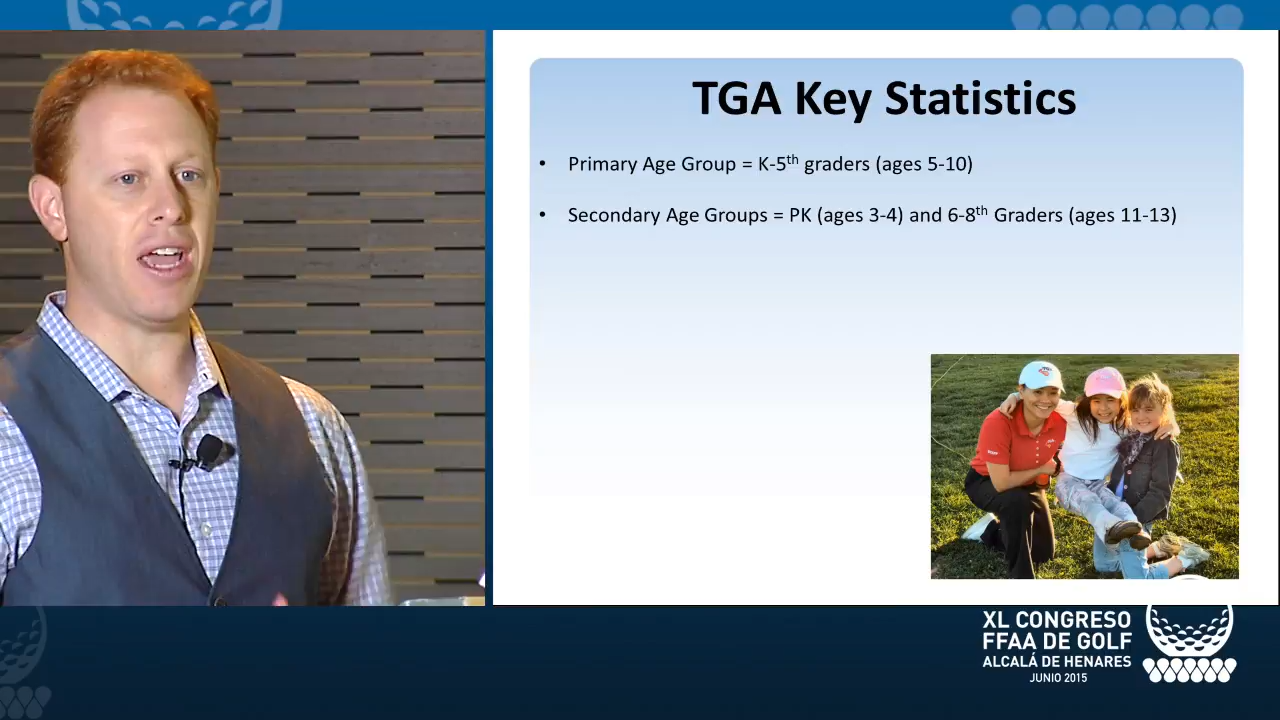 TGA Key Statistics
• Primary Age Group = K-5th graders (ages 5-10)
• Secondary Age Groups = PK (ages 3-4) and 6-8th Graders (ages 11-13)
XL CONGRESO
FFAA DE GOLF
ALCALÁ DE HENARES
JUNIO 2015